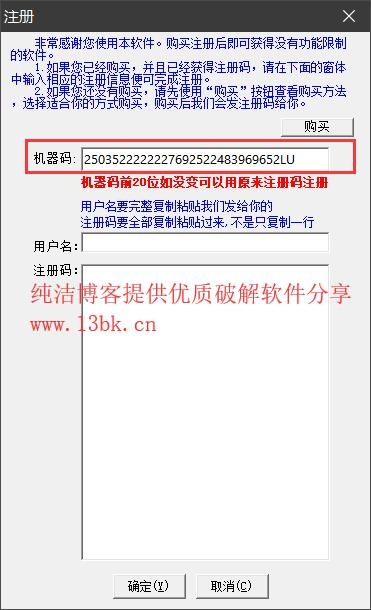 注册
非常感谢您使用本软件。购买注册后即可获得没有功能限制
的软件。
1.如果您已经购买，并且已经获得注册码，请在下面的窗体
中输入相应的注册信息便可完成注册。
2.如果您还没有购买，请先使用“购买”按钮查看购买方法
，选择适合你的方式购买，购买后我们会发注册码给你。
购买
机器码: 25035222222276925224839696​52LU
机器码前20位如没变可以用原来注册码注册
用户名要完整复制粘贴我们发给你的
注册码要全部复制粘贴过来,不是只复制一行
用户名:
注册码:
纯洁博客提供优质破解软件分享
www.13bk.cn
确定(Y)
取消(C)